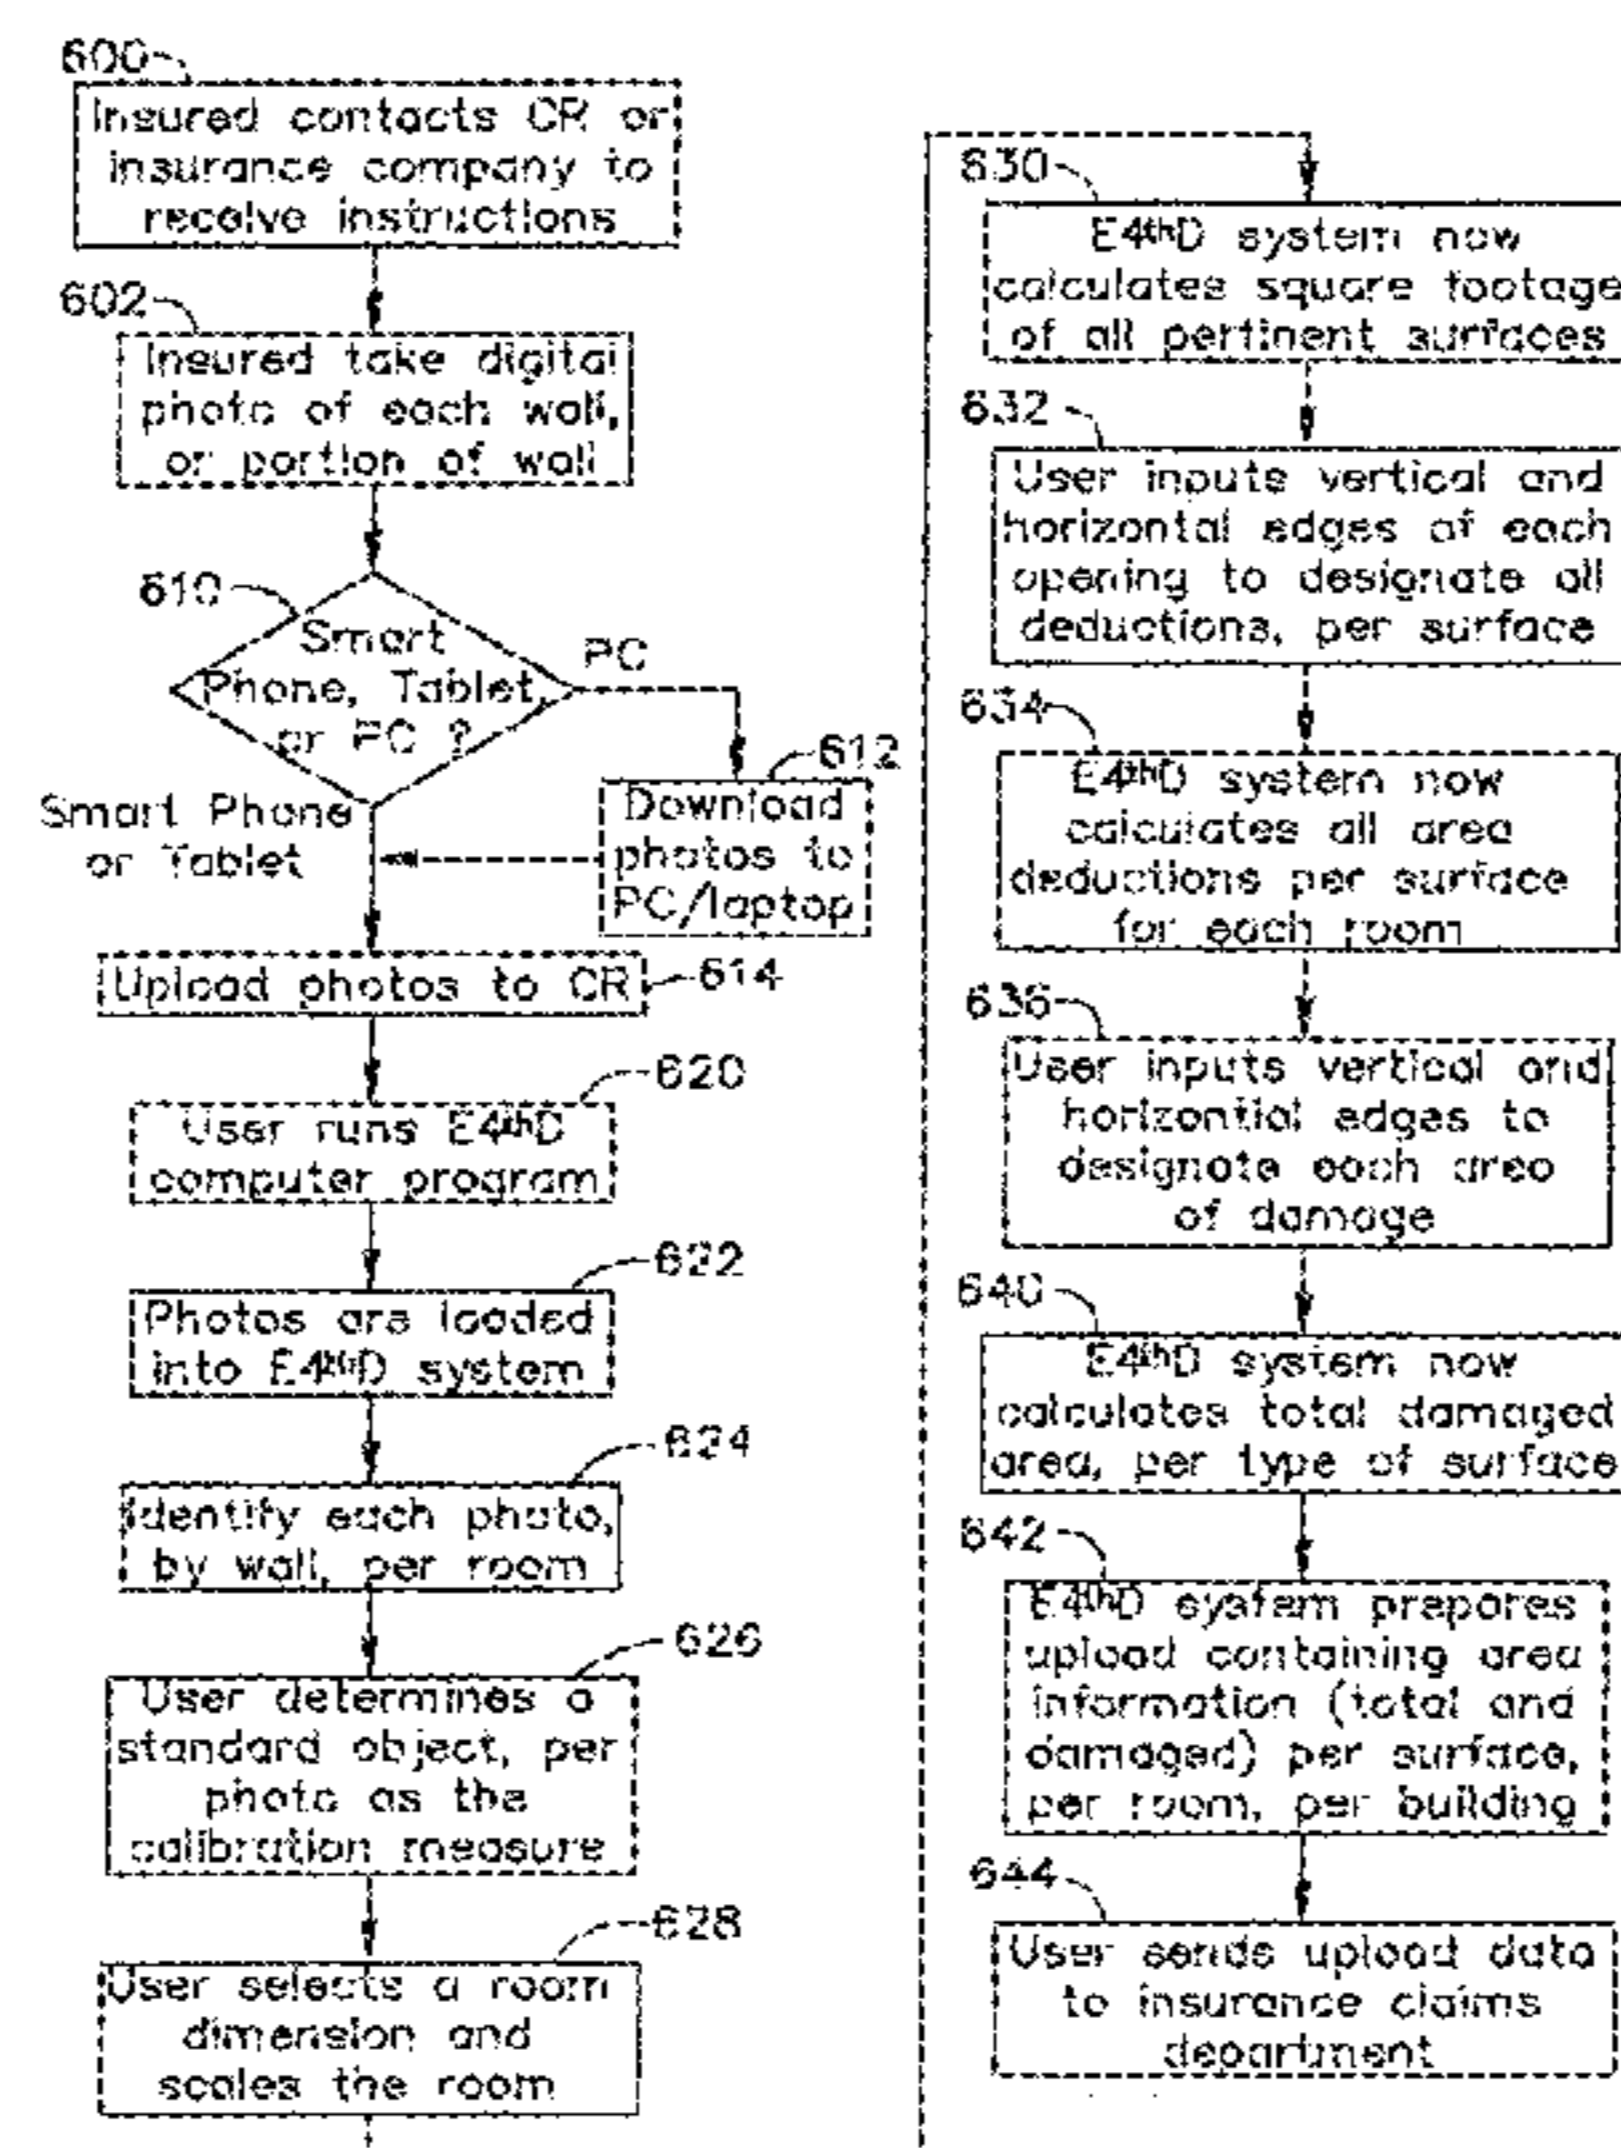 600
Insured contacts CR or
insurance company to
receive instructions
602
Insured take digital
photo of each wall,
or portion of wall
610
Smart
Phone, Tablet,
or PC ?
PC
Smart Phone
or Tablet
612
Download
photos to
PC/laptop
Upload photos to CR
614
620
User runs E4thD
computer program
622
Photos are loaded
into E4thD system
624
Identify each photo,
by wall, per room
626
User determines a
standard object, per
photo as the
calibration measure
628
User selects a room
dimension and
scales the room
630
E4thD system now
calculates square footage
of all pertinent surfaces
632
User inputs vertical and
horizontal edges of each
opening to designate all
deductions, per surface
634
E4thD system now
calculates all area
deductions per surface
for each room
636
User inputs vertical and
horizontial edges to
designate each area
of damage
640
E4thD system now
calculates total damaged
area, per type of surface
642
E4thD system prepares
upload containing area
information (total and
damaged) per surface,
per room, per building
644
User sends upload data
to insurance claims
department